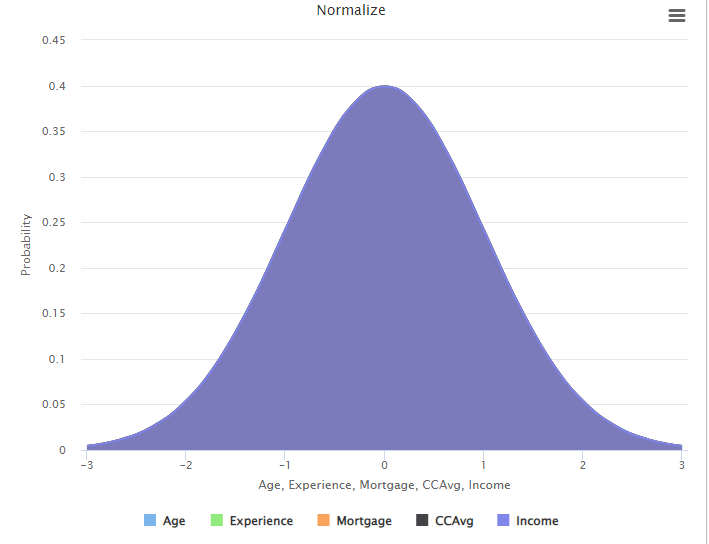 Normalize
0.45
0.4
0.35
0.3
0.25
0.2
0.15
0.1
0.05
0
Probability
-3 -2 -1 0 1 2 3
Age, Experience, Mortgage, CCAvg, Income
Age Experience Mortgage CCAvg Income